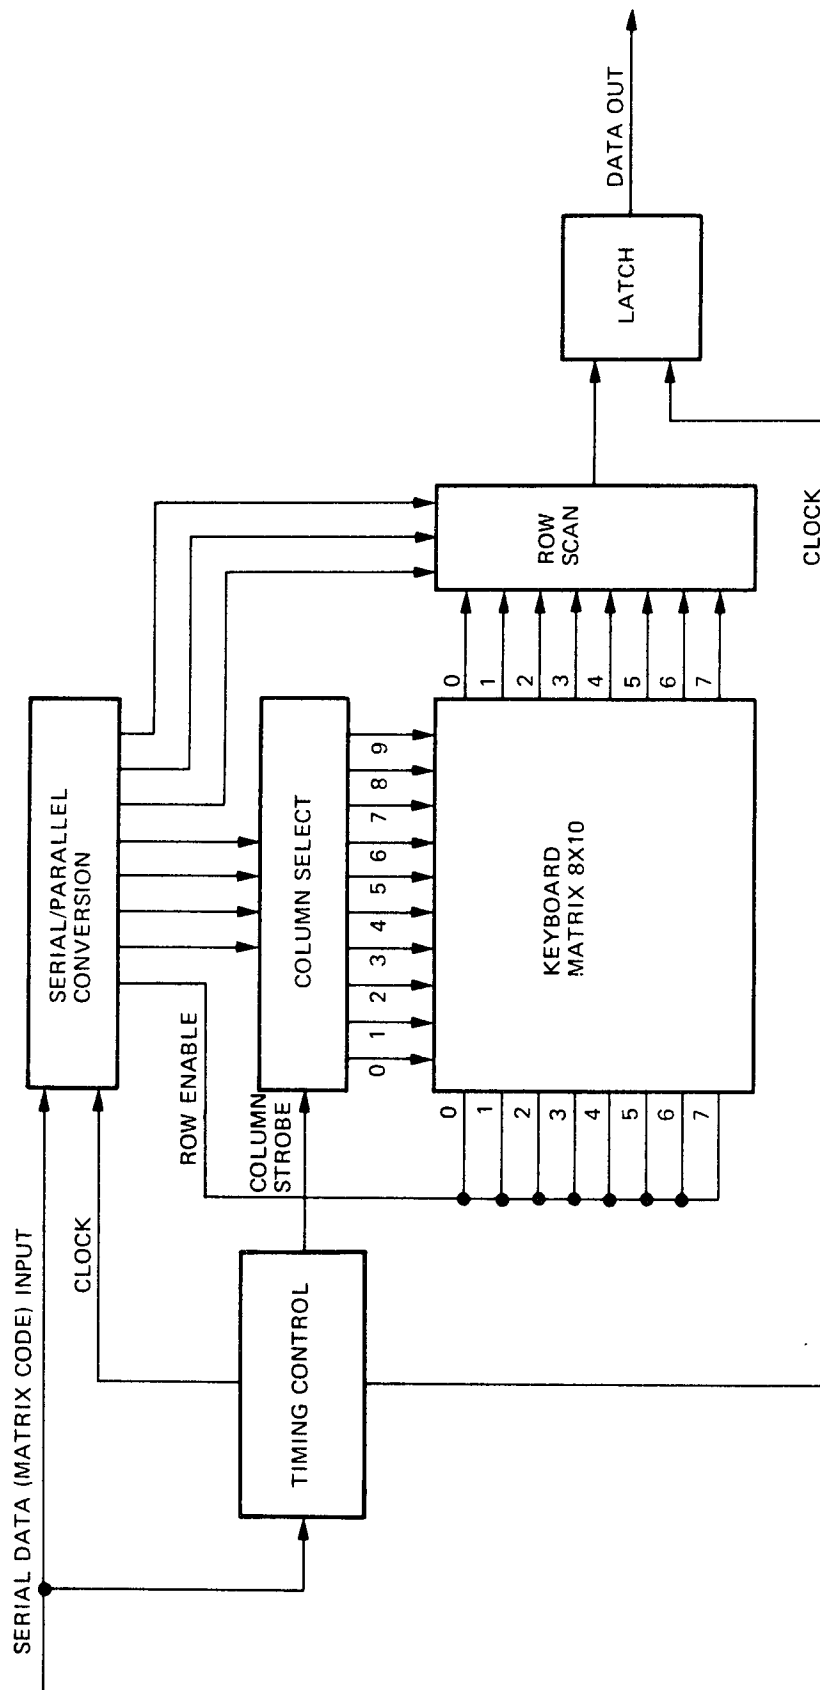 SERIAL DATA (MATRIX CODE) INPUT
CLOCK
SERIAL/PARALLEL
CONVERSION
ROW ENABLE
TIMING CONTROL
COLUMN
STROBE
COLUMN SELECT
0 1 2 3 4 5 6 7 8 9
0
1
2
3
4
5
6
7
KEYBOARD
MATRIX 8X10
0
1
2
3
4
5
6
7
ROW
SCAN
LATCH
DATA OUT
CLOCK